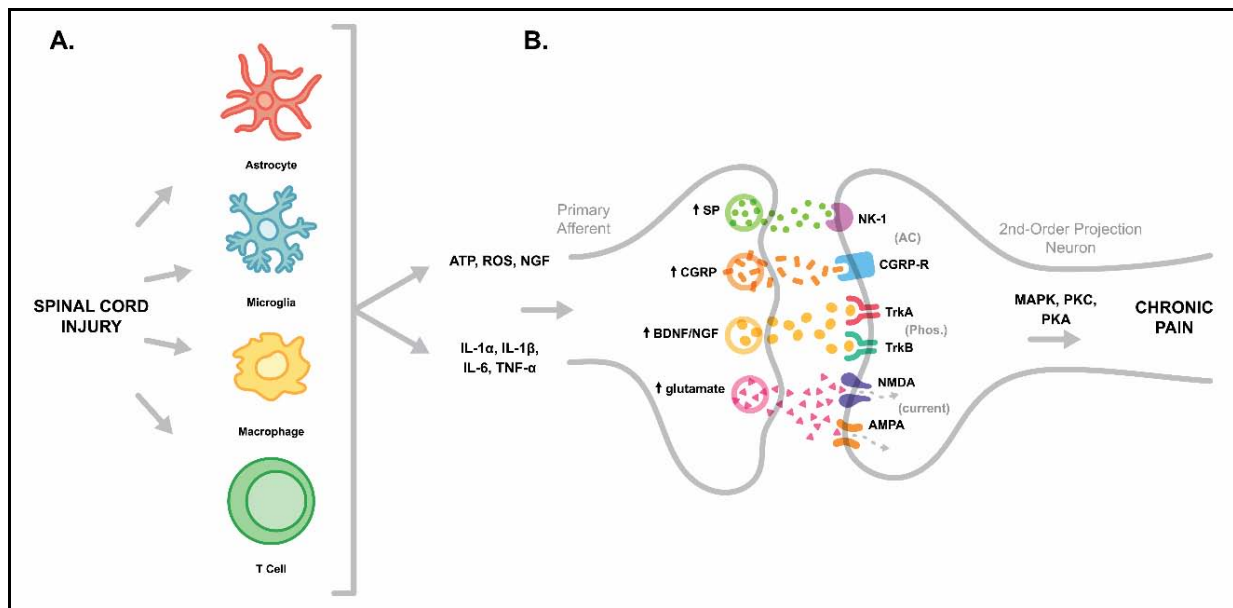 A.
SPINAL CORD
INJURY
Astrocyte
Microglia
Macrophage
T Cell
ATP, ROS, NGF
IL-1α, IL-1β,
IL-6, TNF-α
B.
Primary
Afferent
↑ SP
↑ CGRP
↑ BDNF/NGF
↑ glutamate
NK-1
(AC)
CGRP-R
TrkA
(Phos.)
TrkB
NMDA
(current)
AMPA
2nd-Order Projection
Neuron
MAPK, PKC,
PKA
CHRONIC
PAIN